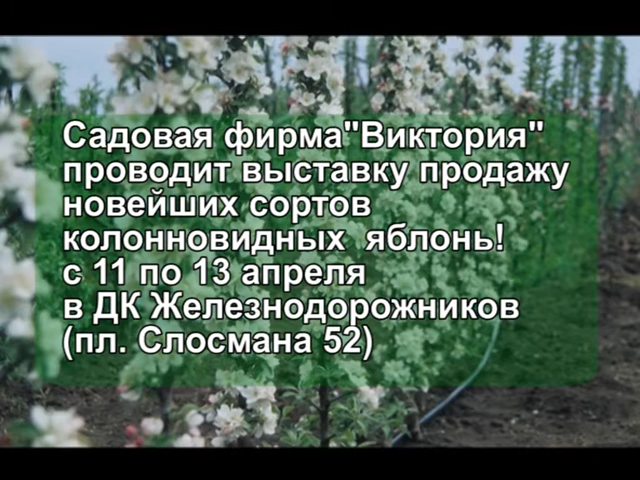 Садовая фирма"Виктория"
проводит выставку продажу
новейших сортов
колонновидных яблонь!
с 11 по 13 апреля
в ДК Железнодорожников
(пл. Слосмана 52)